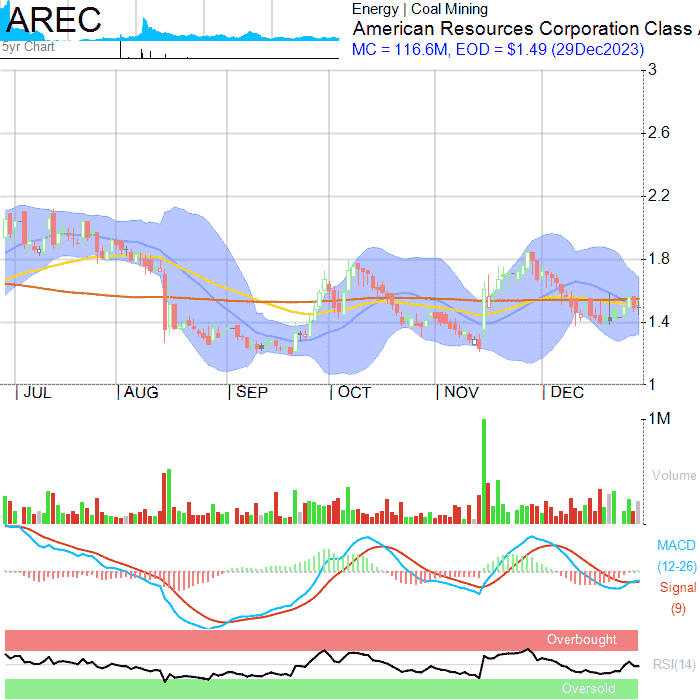 AREC
5yr Chart
Energy | Coal Mining
American Resources Corporation Class
MC = 116.6M, EOD = $1.49 (29Dec2023)
3
2.6
2.2
1.8
1.4
1
JUL AUG SEP OCT NOV DEC
1M
Volume
MACD
(12-26)
Signal
(9)
Overbought
RSI(14)
Oversold